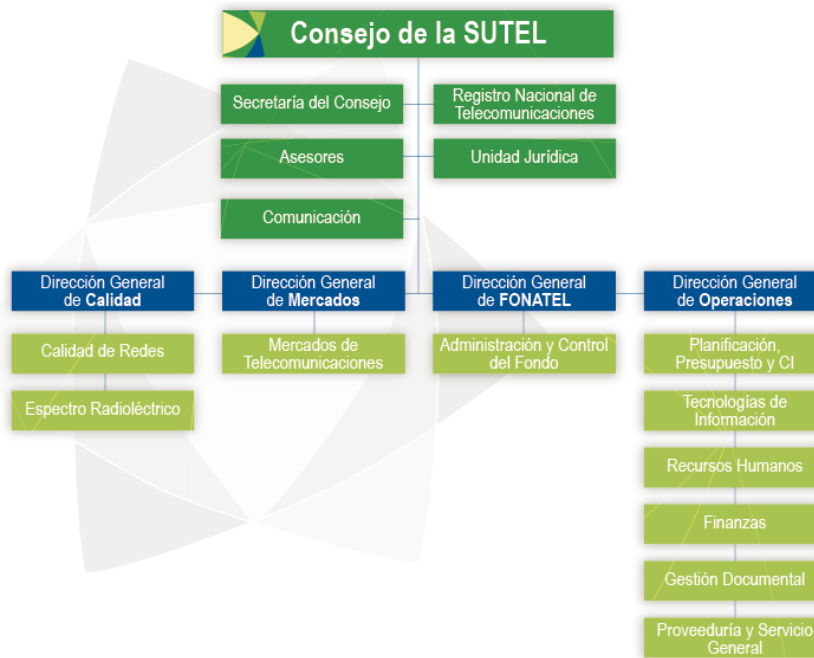 Consejo de la SUTEL
Secretaría del Consejo
Registro Nacional de
Telecomunicaciones
Asesores
Unidad Jurídica
Comunicación
Dirección General
de Calidad
Dirección General
de Mercados
Dirección General
de FONATEL
Dirección General
de Operaciones
Calidad de Redes
Mercados de
Telecomunicaciones
Administración y Control
del Fondo
Planificación,
Presupuesto y CI
Espectro Radioléctrico
Tecnologías de
Información
Recursos Humanos
Finanzas
Gestión Documental
Proveeduría y Servicio
General